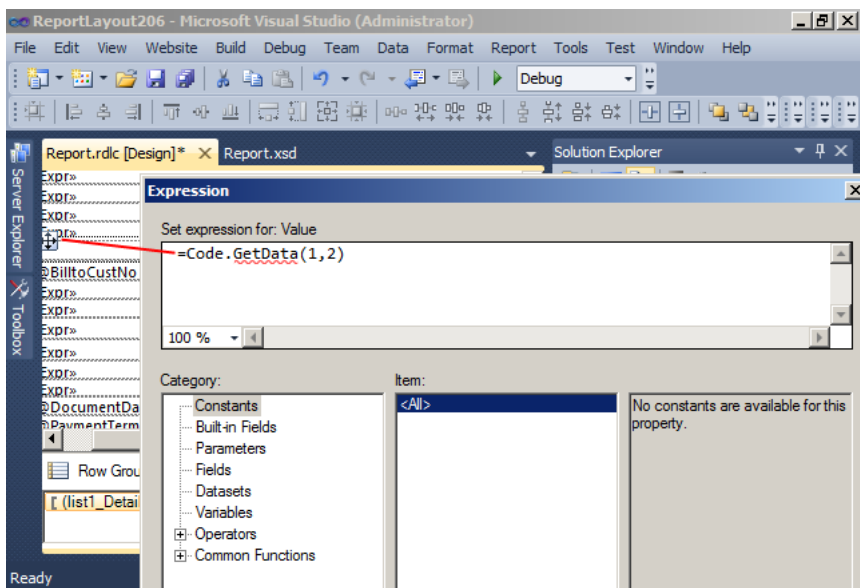 ReportLayout206 - Microsoft Visual Studio (Administrator)
File Edit View Website Build Debug Team Data Format Report Tools Test Window Help
Debug
Report.rdlc [Design]* Report.xsd Solution Explorer
Server Explorer
Toolbox
Expr»
Expr»
Expr»
Expr»
@BilltoCustNo
Expr»
Expr»
Expr»
Expr»
Expr»
Expr»
@DocumentDa
@PaymentTerm
Row Grou
(list1_Detai
Expression
Set expression for: Value
=Code.GetData(1,2)
100 %
Category: Item:
Constants
Built-in Fields
Parameters
Fields
Datasets
Variables
Operators
Common Functions
<All>
No constants are available for this
property.
Ready